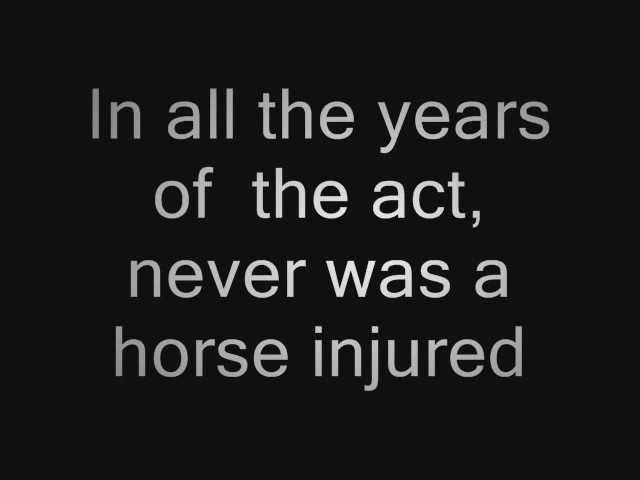 In all the years
of  the act,
never was a
horse injured